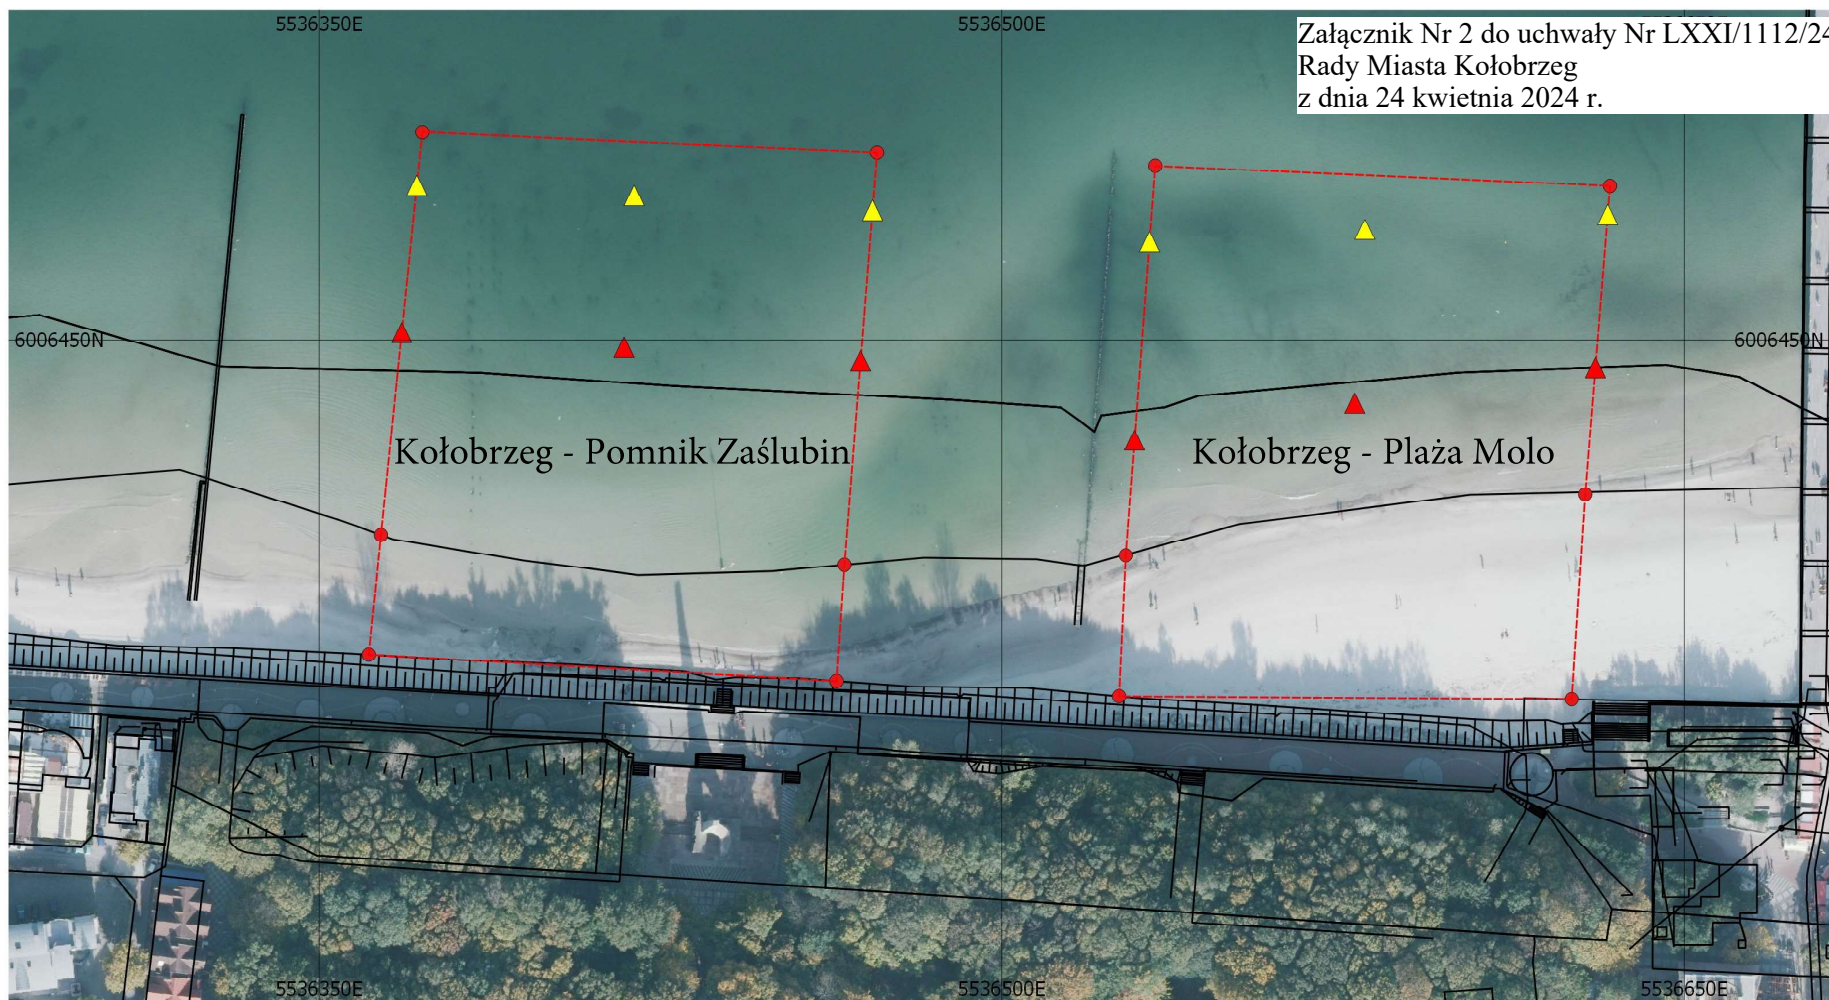 5536350E
5536500E
Załącznik Nr 2 do uchwały Nr LXXI/1112/24
Rady Miasta Kołobrzeg
z dnia 24 kwietnia 2024 r.
6006450N
6006450N
Kołobrzeg - Pomnik Zaślubin
Kołobrzeg - Plaża Molo
5536350E
5536500E
5536650E